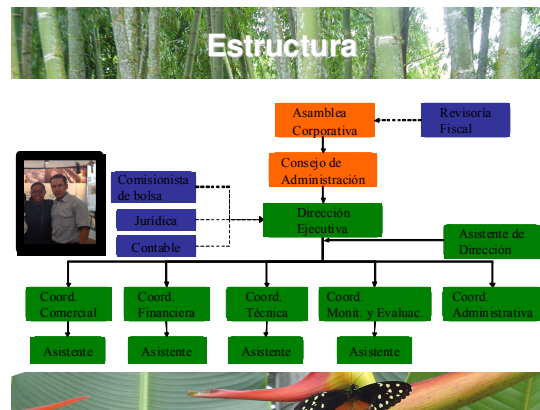 Estructura
Asamblea
Corporativa
Revisoría
Fiscal
Consejo de
Administración
Comisionista
de bolsa
Jurídica
Contable
Dirección
Ejecutiva
Asistente de
Dirección
Coord.
Comercial
Coord.
Financiera
Coord.
Técnica
Coord.
Monit. y Evaluac.
Coord.
Administrativa
Asistente
Asistente
Asistente
Asistente